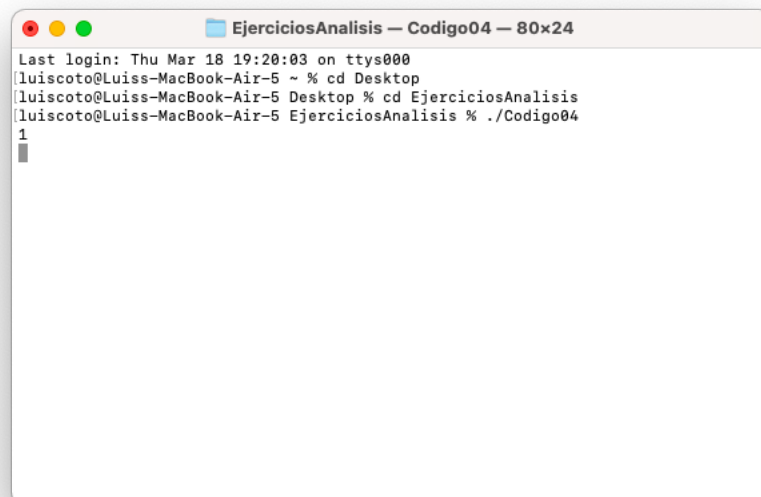 EjerciciosAnalisis — Codigo04 — 80×24
Last login: Thu Mar 18 19:20:03 on ttys000
[luiscoto@Luiss-MacBook-Air-5 ~ % cd Desktop
[luiscoto@Luiss-MacBook-Air-5 Desktop % cd EjerciciosAnalisis
[luiscoto@Luiss-MacBook-Air-5 EjerciciosAnalisis % ./Codigo04
1